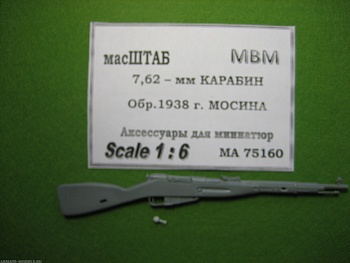 масШТАБ МВМ
7,62 – мм КАРАБИН
Обр.1938 г. МОСИНА
Аксессуары для миниатюр
Scale 1 : 6 МА 75160